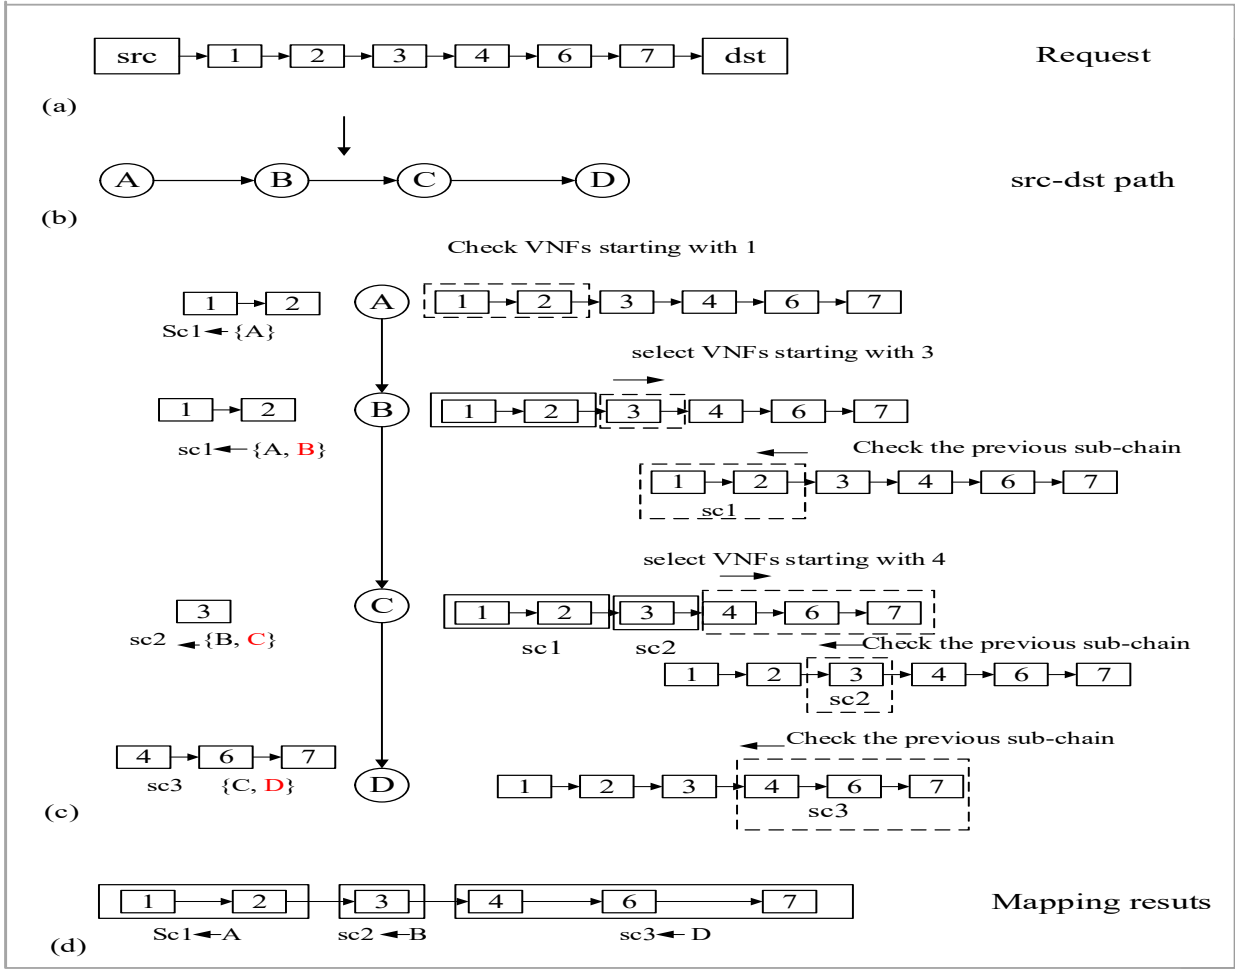 src 1 2 3 4 6 7 dst Request
(a)
A B C D src-dst path
(b)
Check VNFs starting with 1
1 2 A 1 2 3 4 6 7
Sc1 {A}
select VNFs starting with 3
1 2 B 1 2 3 4 6 7
sc1 {A, B}
Check the previous sub-chain
1 2 3 4 6 7
sc1
select VNFs starting with 4
3 C 1 2 3 4 6 7
sc2 {B, C}
sc1 sc2
Check the previous sub-chain
1 2 3 4 6 7
sc2
Check the previous sub-chain
4 6 7 D 1 2 3 4 6 7
sc3 {C, D}
sc3
(c)
1 2 3 4 6 7 Mapping resuts
Sc1 A sc2 B sc3 D
(d)